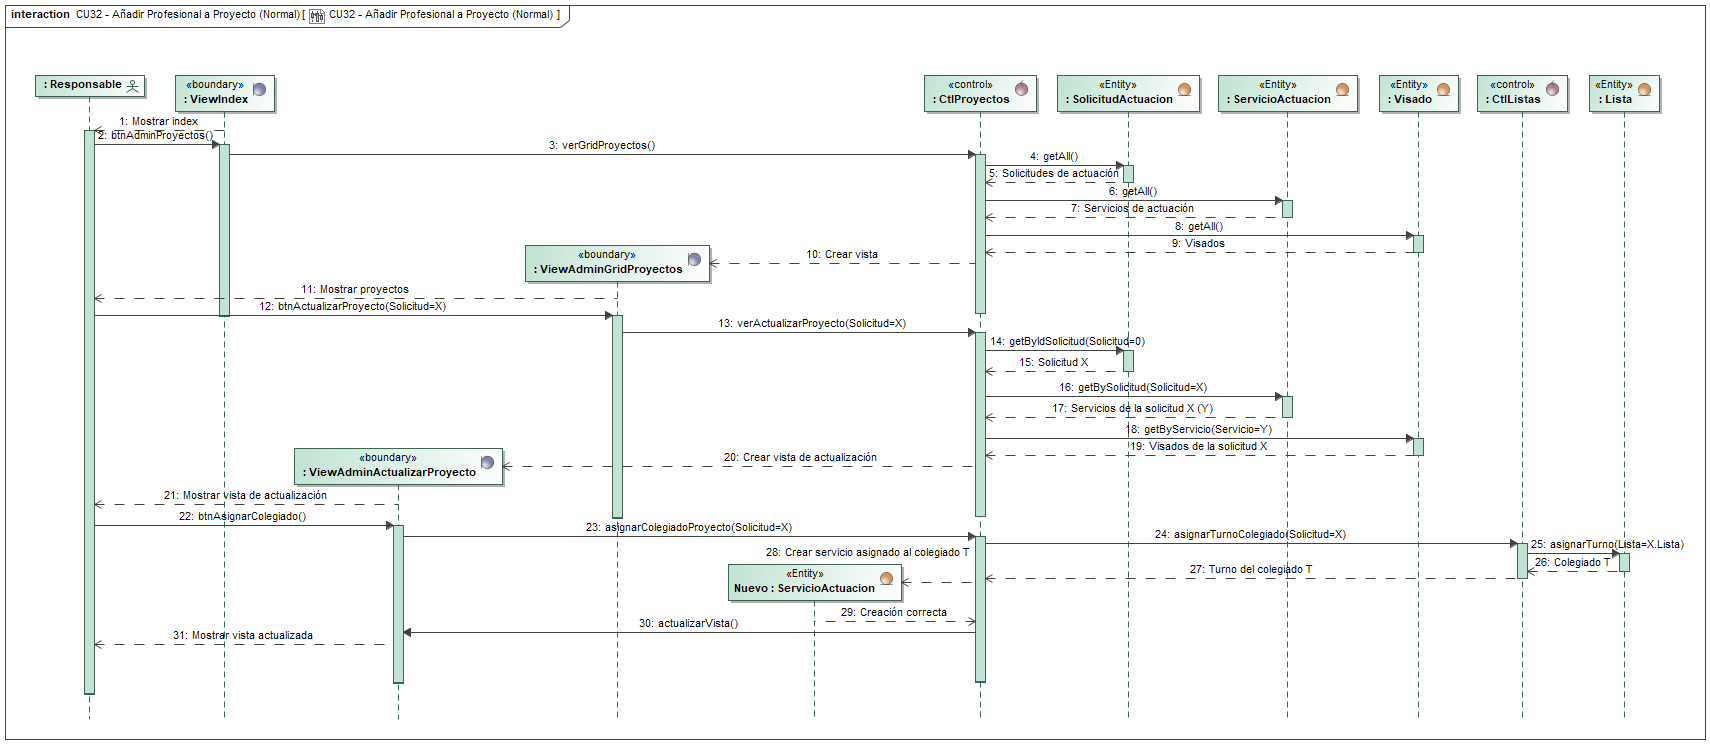 interaction CU32 - Añadir Profesional a Proyecto (Normal) [ CU32 - Añadir Profesional a Proyecto (Normal) ]
: Responsable
«boundary»
: ViewIndex
«control»
: CtlProyectos
«Entity»
: SolicitudActuacion
«Entity»
: ServicioActuacion
«Entity»
: Visado
«control»
: CtlListas
«Entity»
: Lista
1: Mostrar index
2: btnAdminProyectos()
3: verGridProyectos()
4: getAll()
5: Solicitudes de actuación
6: getAll()
7: Servicios de actuación
8: getAll()
9: Visados
10: Crear vista
«boundary»
: ViewAdminGridProyectos
11: Mostrar proyectos
12: btnActualizarProyecto(Solicitud=X)
13: verActualizarProyecto(Solicitud=X)
14: getByIdSolicitud(Solicitud=0)
15: Solicitud X
16: getBySolicitud(Solicitud=X)
17: Servicios de la solicitud X (Y)
18: getByServicio(Servicio=Y)
19: Visados de la solicitud X
20: Crear vista de actualización
«boundary»
: ViewAdminActualizarProyecto
21: Mostrar vista de actualización
22: btnAsignarColegiado()
23: asignarColegiadoProyecto(Solicitud=X)
24: asignarTurnoColegiado(Solicitud=X)
25: asignarTurno(Lista=X.Lista)
26: Colegiado T
27: Turno del colegiado T
28: Crear servicio asignado al colegiado T
«Entity»
Nuevo : ServicioActuacion
29: Creación correcta
30: actualizarVista()
31: Mostrar vista actualizada